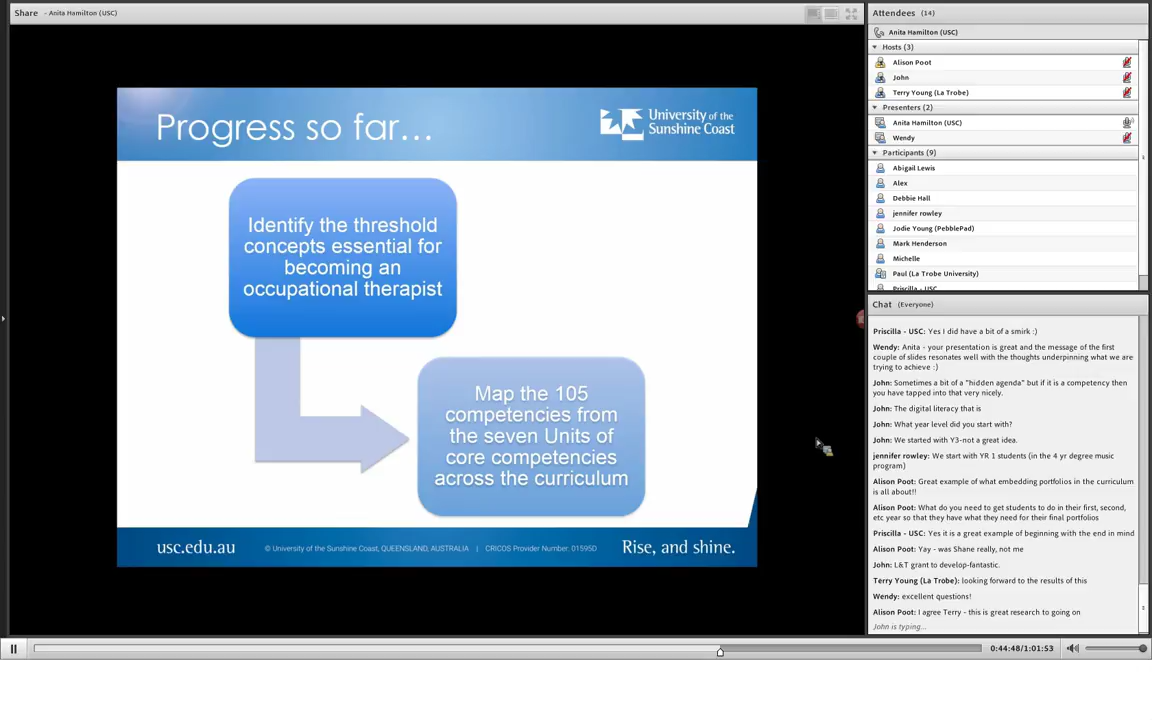 Share - Anita Hamilton (USC)
Progress so far...
University of the
Sunshine Coast
Identify the threshold
concepts essential for
becoming an
occupational therapist
Map the 105
competencies from
the seven Units of
core competencies
across the curriculum
usc.edu.au
© University of the Sunshine Coast, QUEENSLAND, AUSTRALIA | CRICOS Provider Number: 01595D
Rise, and shine.
Attendees (14)
Anita Hamilton (USC)
Hosts (3)
Alison Poot
John
Terry Young (La Trobe)
Presenters (2)
Anita Hamilton (USC)
Wendy
Participants (9)
Abigail Lewis
Alex
Debbie Hall
jennifer rowley
Jodie Young (PebblePad)
Mark Henderson
Michelle
Paul (La Trobe University)
Priscilla - USC
Chat (Everyone)
Priscilla - USC: Yes I did have a bit of a smirk :)
Wendy: Anita - your presentation is great and the message of the first
couple of slides resonates well with the thoughts underpinning what we are
trying to achieve :)
John: Sometimes a bit of a "hidden agenda" but if it is a competency then
you have tapped into that very nicely.
John: The digital literacy that is
John: What year level did you start with?
John: We started with Y3-not a great idea.
jennifer rowley: We start with YR 1 students (in the 4 yr degree music
program)
Alison Poot: Great example of what embedding portfolios in the curriculum
is all about!!
Alison Poot: What do you need to get students to do in their first, second,
etc year so that they have what they need for their final portfolios
Priscilla - USC: Yes it is a great example of beginning with the end in mind
Alison Poot: Yay - was Shane really, not me
John: L&T grant to develop-fantastic.
Terry Young (La Trobe): looking forward to the results of this
Wendy: excellent questions!
Alison Poot: I agree Terry - this is great research to going on
John is typing...
0:44:48/1:01:53